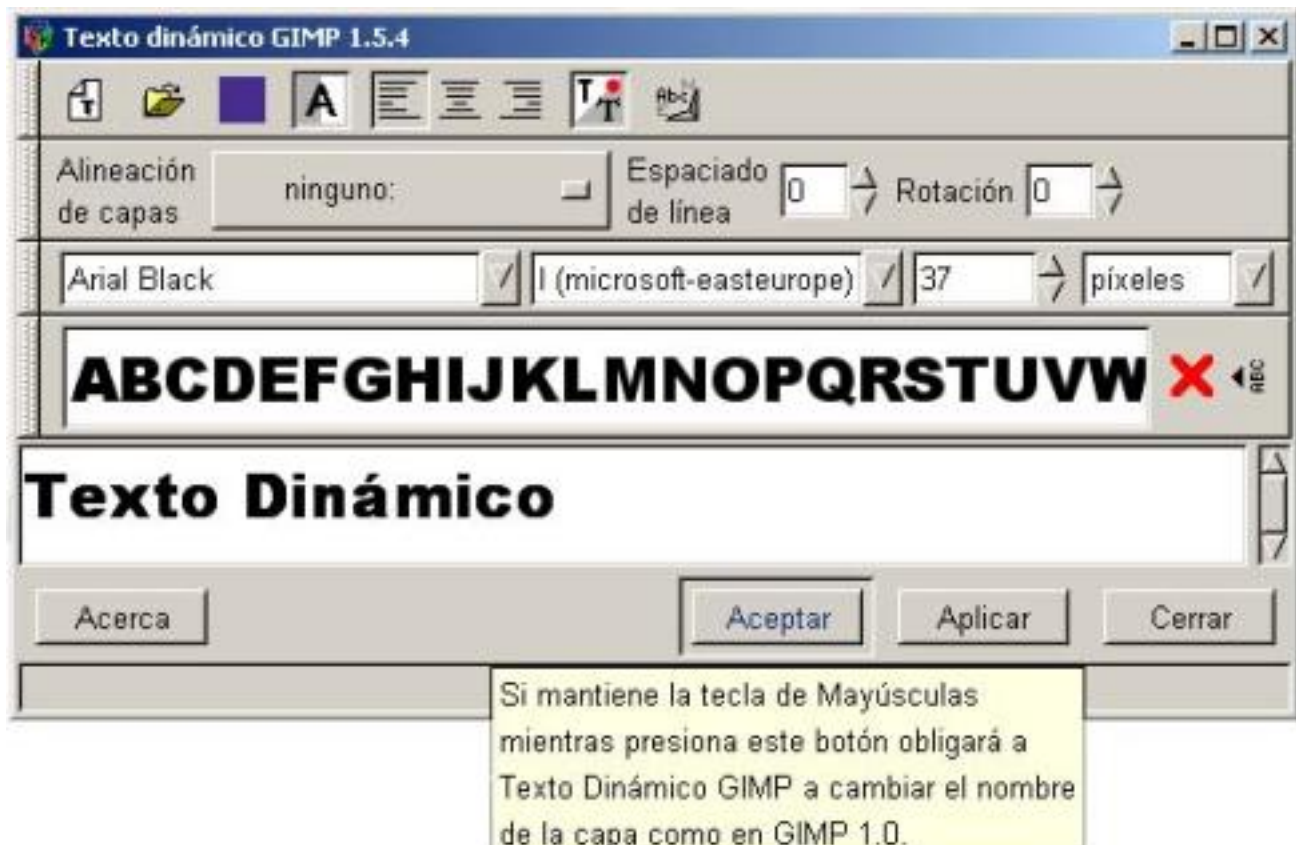 Texto dinámico GIMP 1.5.4
Alineación de capas ninguno: Espaciado de línea 0 Rotación 0
Arial Black l (microsoft-easteurope) 37 píxeles
ABCDEFGHIJKLMNOPQRSTUVW ABC ABC
Texto Dinámico
Acerca Aceptar Aplicar Cerrar
Si mantiene la tecla de Mayúsculas
mientras presiona este botón obligará a
Texto Dinámico GIMP a cambiar el nombre
de la capa como en GIMP 1.0.